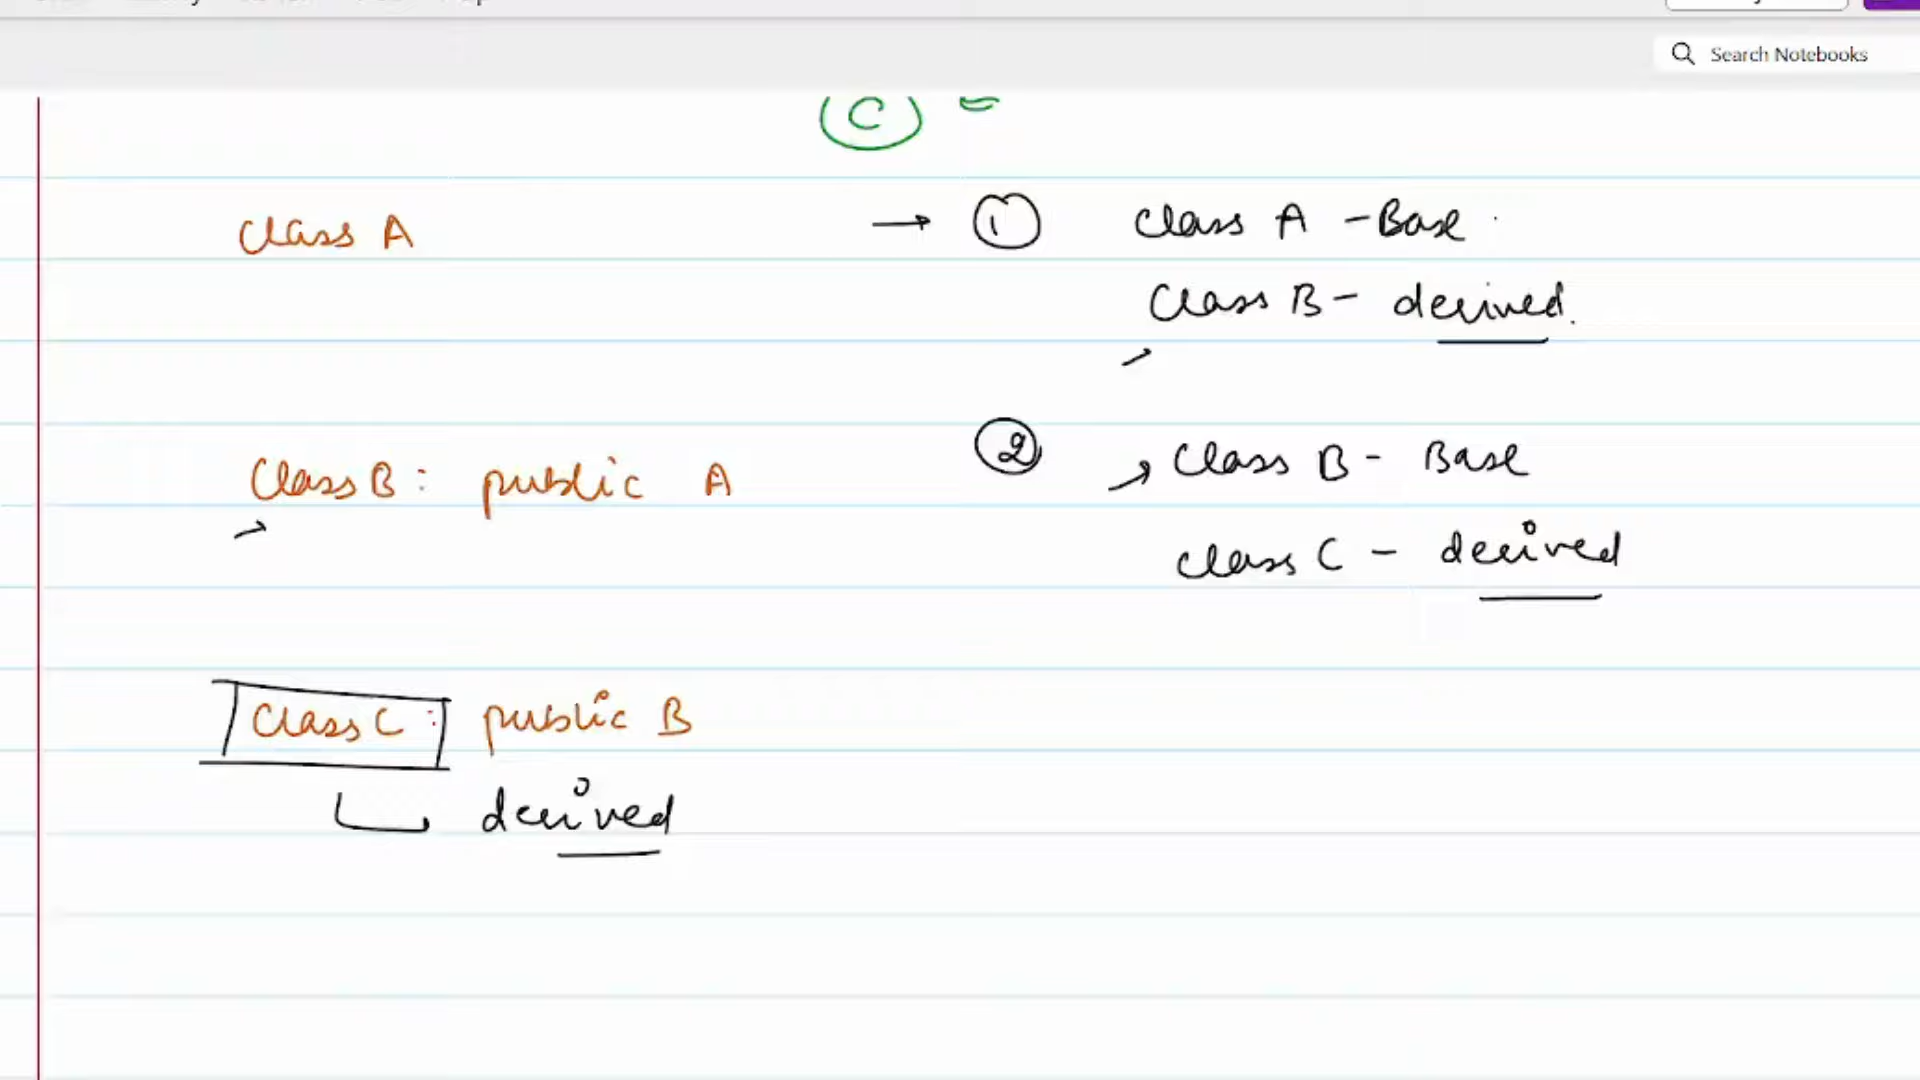 Search Notebooks
C =
class A
→ 1 class A - Base
class B - derived.
class B : public A
2 → class B - Base
class C - derived
class C : public B
derived